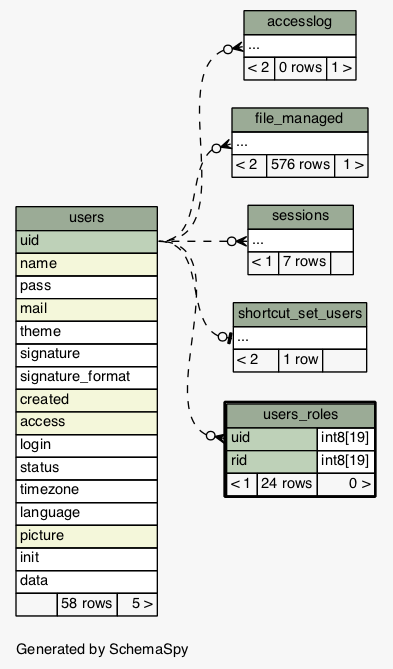 accesslog
...
< 2 0 rows 1 >
file_managed
...
< 2 576 rows 1 >
sessions
...
< 1 7 rows
shortcut_set_users
...
< 2 1 row
users_roles
uid int8[19]
rid int8[19]
< 1 24 rows 0 >
users
uid
name
pass
mail
theme
signature
signature_format
created
access
login
status
timezone
language
picture
init
data
58 rows 5 >
Generated by SchemaSpy